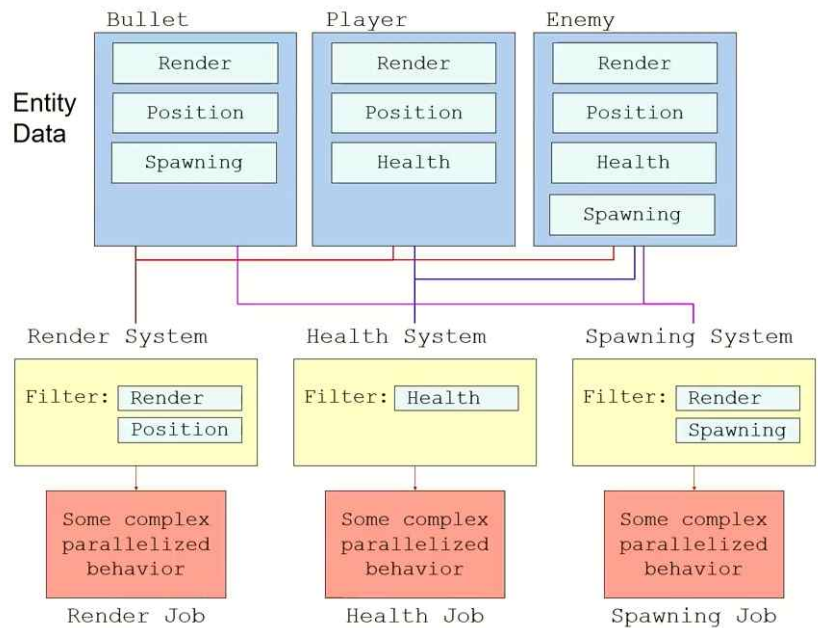 Bullet
Player
Enemy
Entity
Data
Render
Position
Spawning
Render
Position
Health
Render
Position
Health
Spawning
Render System
Health System
Spawning System
Filter:
Render
Position
Filter:
Health
Filter:
Render
Spawning
Some complex
parallelized
behavior
Some complex
parallelized
behavior
Some complex
parallelized
behavior
Render Job
Health Job
Spawning Job